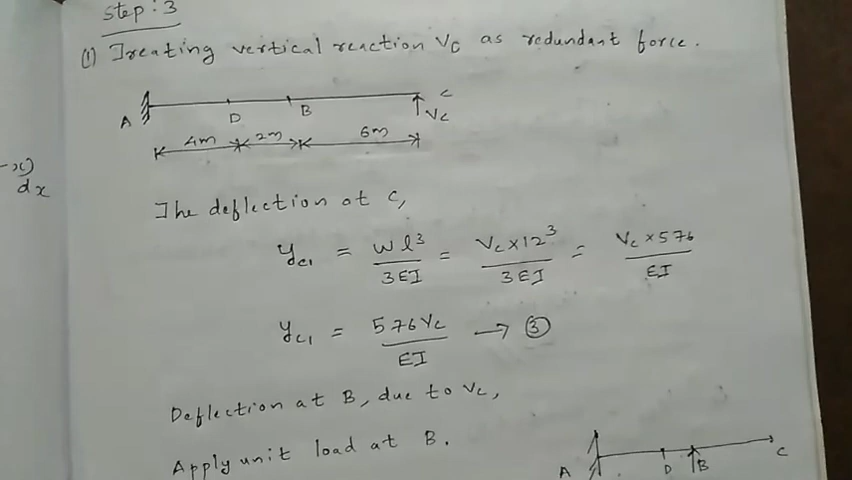 step : 3
(1) Treating vertical reaction Vc as redundant force.
A D B C Vc
4m 2m 6m
dx
The deflection at C,
yc1 = Wl³/3EI = Vc×12³/3EI = Vc×576/EI
yc1 = 576Vc/EI → ③
Deflection at B, due to Vc,
Apply unit load at B.
A D B C